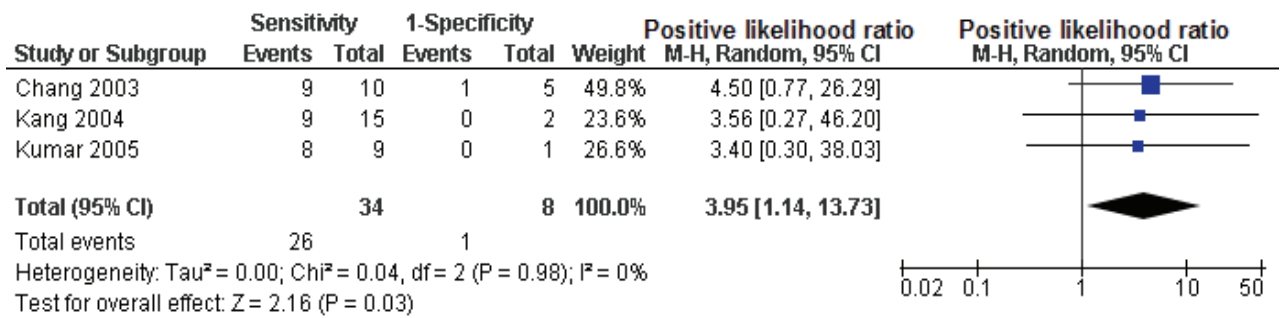 Sensitivity 1-Specificity Positive likelihood ratio Positive likelihood ratio
Study or Subgroup Events Total Events Total Weight M-H, Random, 95% CI M-H, Random, 95% CI
Chang 2003 9 10 1 5 49.8% 4.50 [0.77, 26.29]
Kang 2004 9 15 0 2 23.6% 3.56 [0.27, 46.20]
Kumar 2005 8 9 0 1 26.6% 3.40 [0.30, 38.03]
Total (95% CI) 34 8 100.0% 3.95 [1.14, 13.73]
Total events 26 1
Heterogeneity: Tau² = 0.00; Chi² = 0.04, df = 2 (P = 0.98); I² = 0%
Test for overall effect: Z = 2.16 (P = 0.03)
0.02 0.1 1 10 50